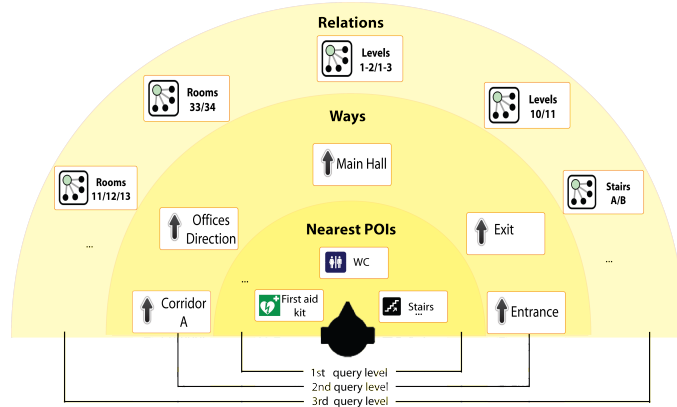 Relations
Levels
1-2/1-3
Rooms
33/34
Levels
10/11
Ways
Main Hall
Rooms
11/12/13
Stairs
A/B
Offices
Direction
Exit
Nearest POIs
...
...
WC
...
Corridor
A
First aid
kit
Stairs
...
Entrance
1st query level
2nd query level
3rd query level